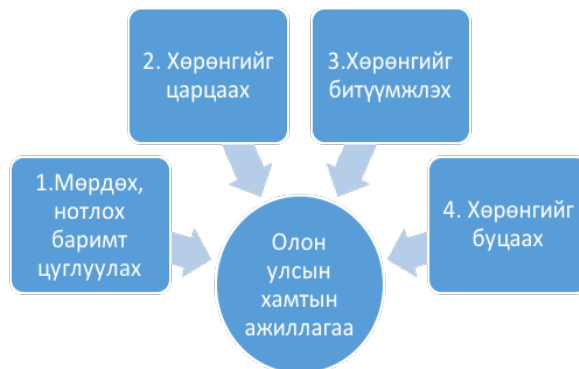 1.Мөрдөх,
нотлох
баримт
цуглуулах
2. Хөрөнгийг
царцаах
3.Хөрөнгийг
битүүмжлэх
4. Хөрөнгийг
буцаах
Олон
улсын
хамтын
ажиллагаа